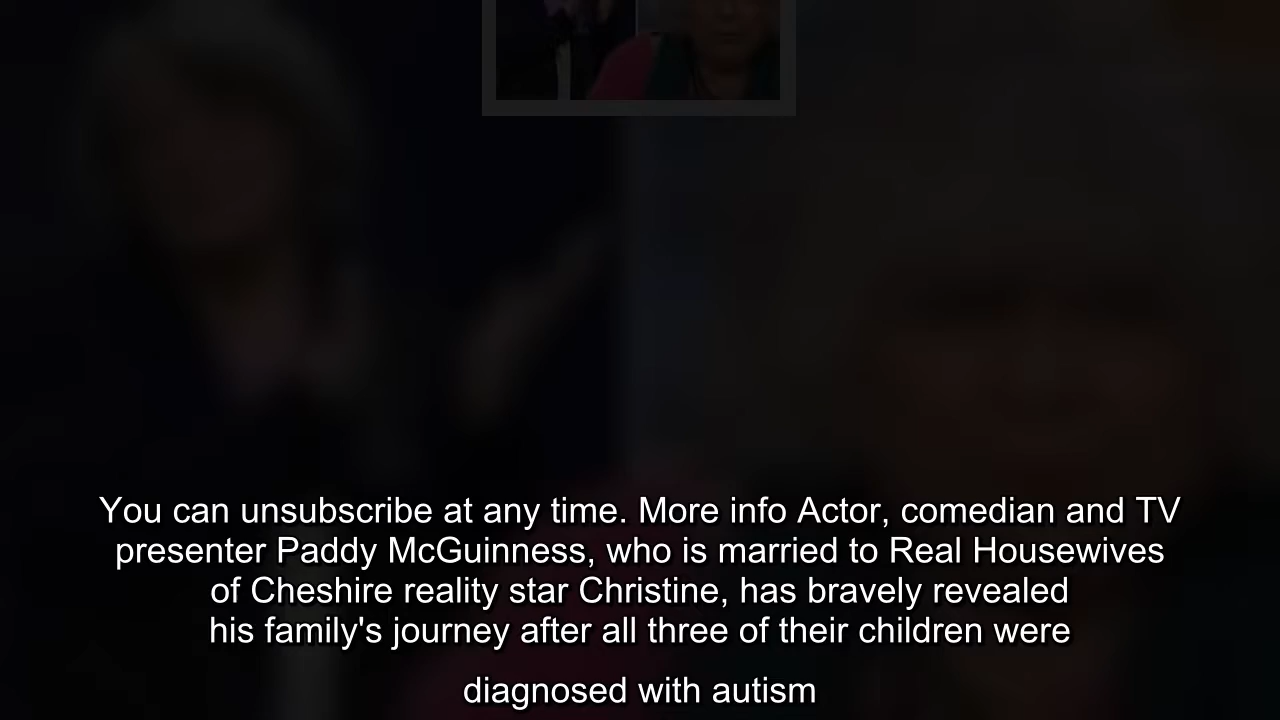 You can unsubscribe at any time. More info Actor, comedian and TV
presenter Paddy McGuinness, who is married to Real Housewives
of Cheshire reality star Christine, has bravely revealed
his family's journey after all three of their children were
diagnosed with autism